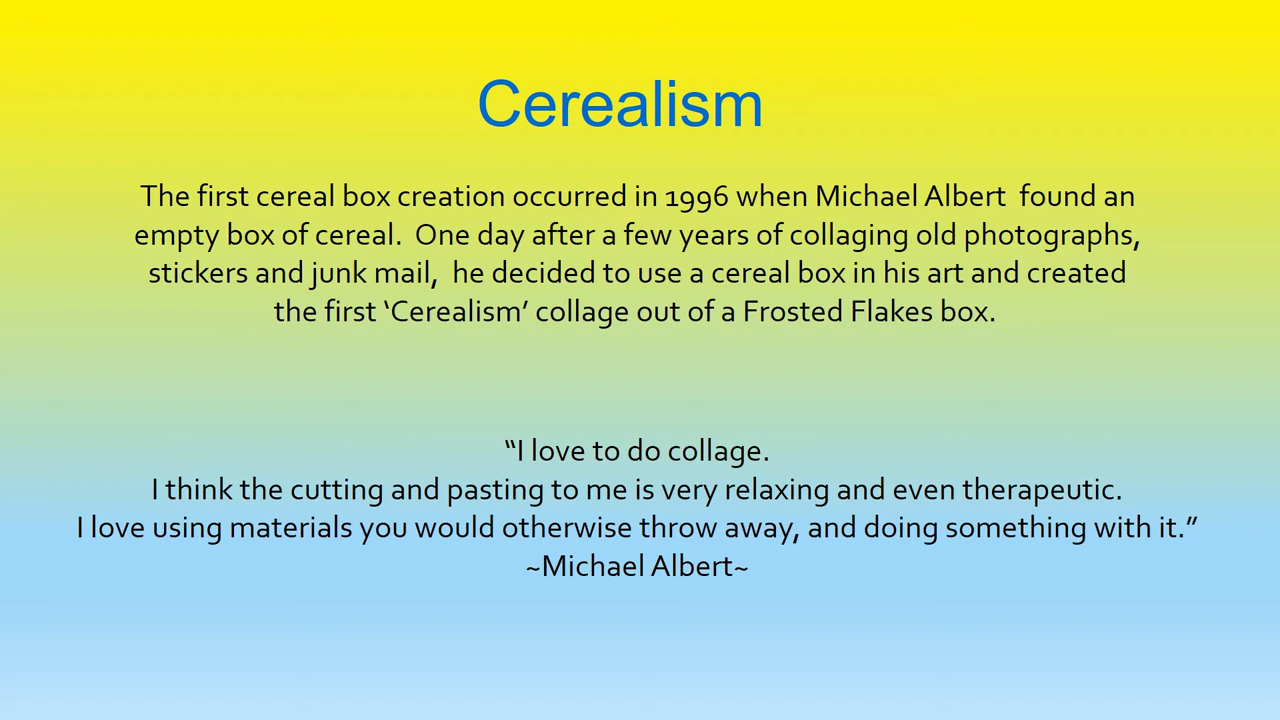 Cerealism
The first cereal box creation occurred in 1996 when Michael Albert  found an
empty box of cereal.  One day after a few years of collaging old photographs,
stickers and junk mail,  he decided to use a cereal box in his art and created
the first ‘Cerealism’ collage out of a Frosted Flakes box.
“I love to do collage.
I think the cutting and pasting to me is very relaxing and even therapeutic.
I love using materials you would otherwise throw away, and doing something with it.”
~Michael Albert~